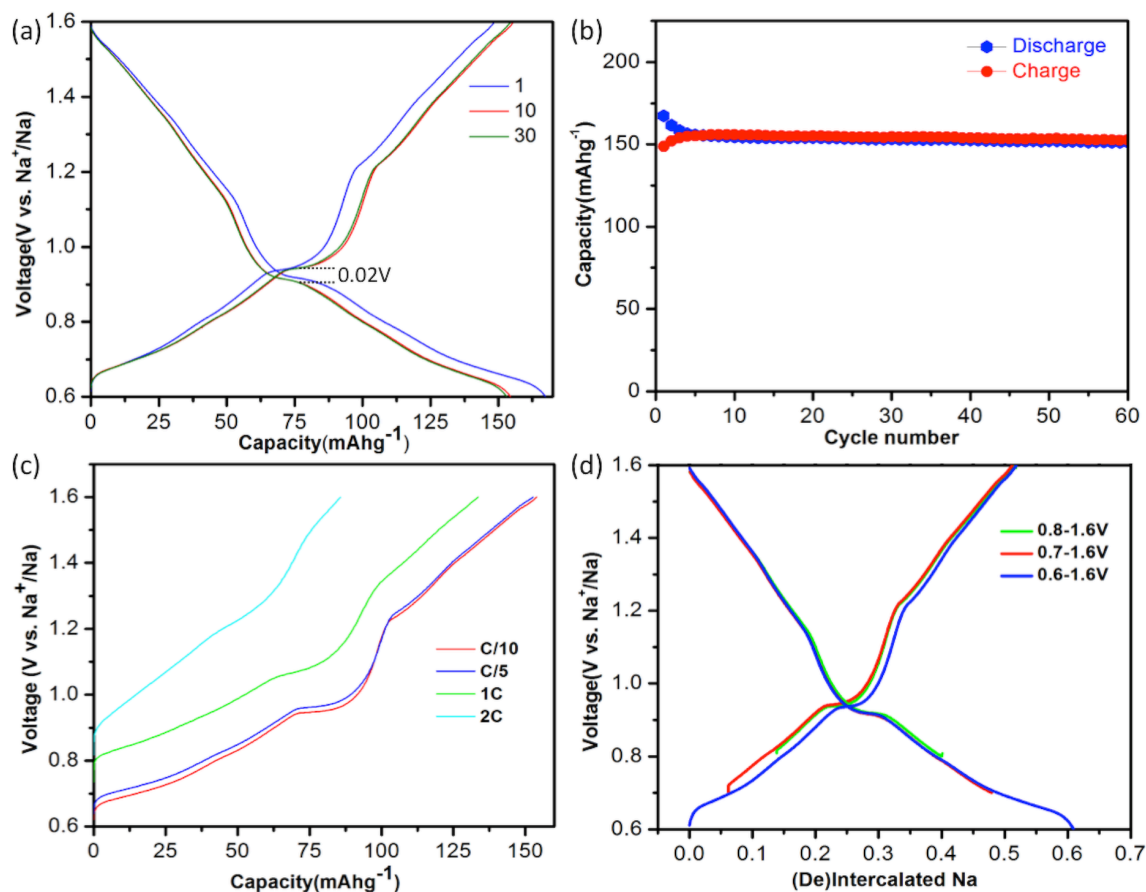 (a)
1.6
1.4
1.2
1.0
0.8
0.6
Voltage(V vs. Na⁺/Na)
1
10
30
0.02V
0 25 50 75 100 125 150
Capacity(mAhg⁻¹)
(b)
225
200
150
100
50
0
Capacity(mAhg⁻¹)
Discharge
Charge
0 10 20 30 40 50 60
Cycle number
(c)
1.6
1.4
1.2
1.0
0.8
0.6
Voltage (V vs. Na⁺/Na)
C/10
C/5
1C
2C
0 25 50 75 100 125 150
Capacity(mAhg⁻¹)
(d)
1.6
1.4
1.2
1.0
0.8
0.6
Voltage(V vs. Na⁺/Na)
0.8-1.6V
0.7-1.6V
0.6-1.6V
0.0 0.1 0.2 0.3 0.4 0.5 0.6 0.7
(De)Intercalated Na